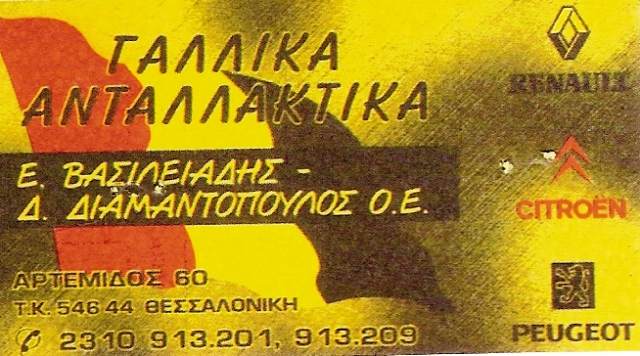 ΓΑΛΛΙΚΑ
ΑΝΤΑΛΛΑΚΤΙΚΑ
Ε. ΒΑΣΙΛΕΙΑΔΗΣ -
Δ. ΔΙΑΜΑΝΤΟΠΟΥΛΟΣ Ο.Ε.
ΑΡΤΕΜΙΔΟΣ 60
Τ.Κ. 546 44 ΘΕΣΣΑΛΟΝΙΚΗ
2310 913.201, 913.209
RENAULT
CITROËN
PEUGEOT